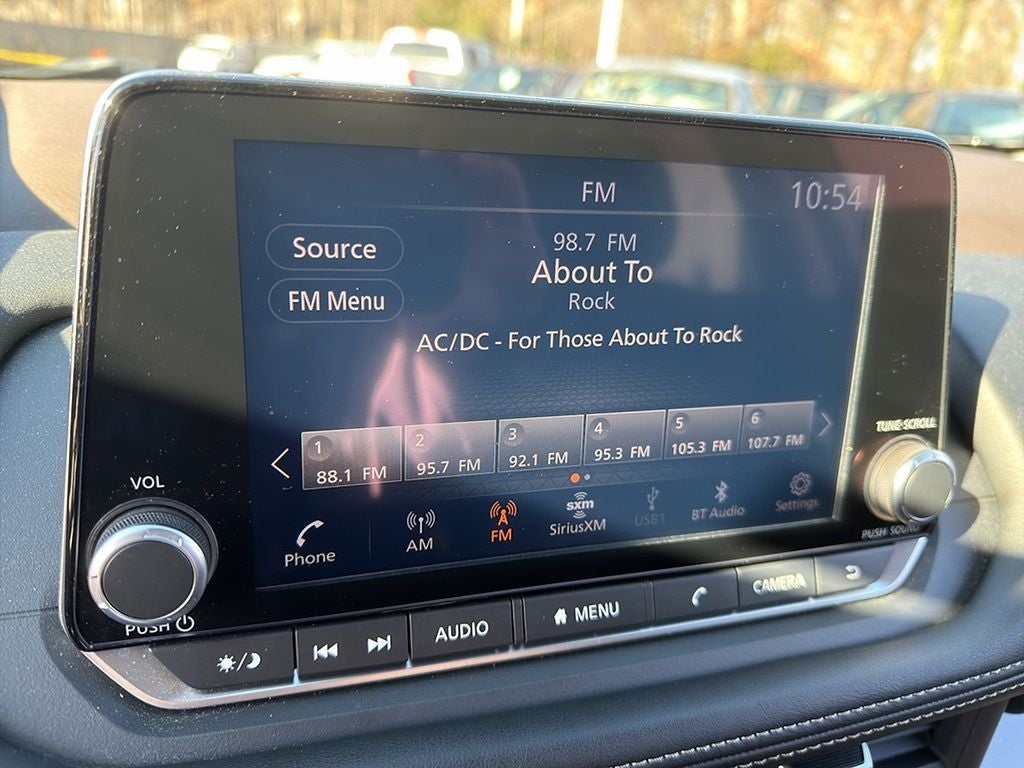 FM
10:54
Source
98.7 FM
About To
FM Menu
Rock
AC/DC - For Those About To Rock
1
88.1 FM
2
95.7 FM
3
92.1 FM
4
95.3 FM
5
105.3 FM
6
107.7 FM
TUNE·SCROLL
VOL
Phone
AM
FM
sxm
SiriusXM
USB1
BT Audio
Settings
PUSH SOUND
PUSH
AUDIO
MENU
CAMERA